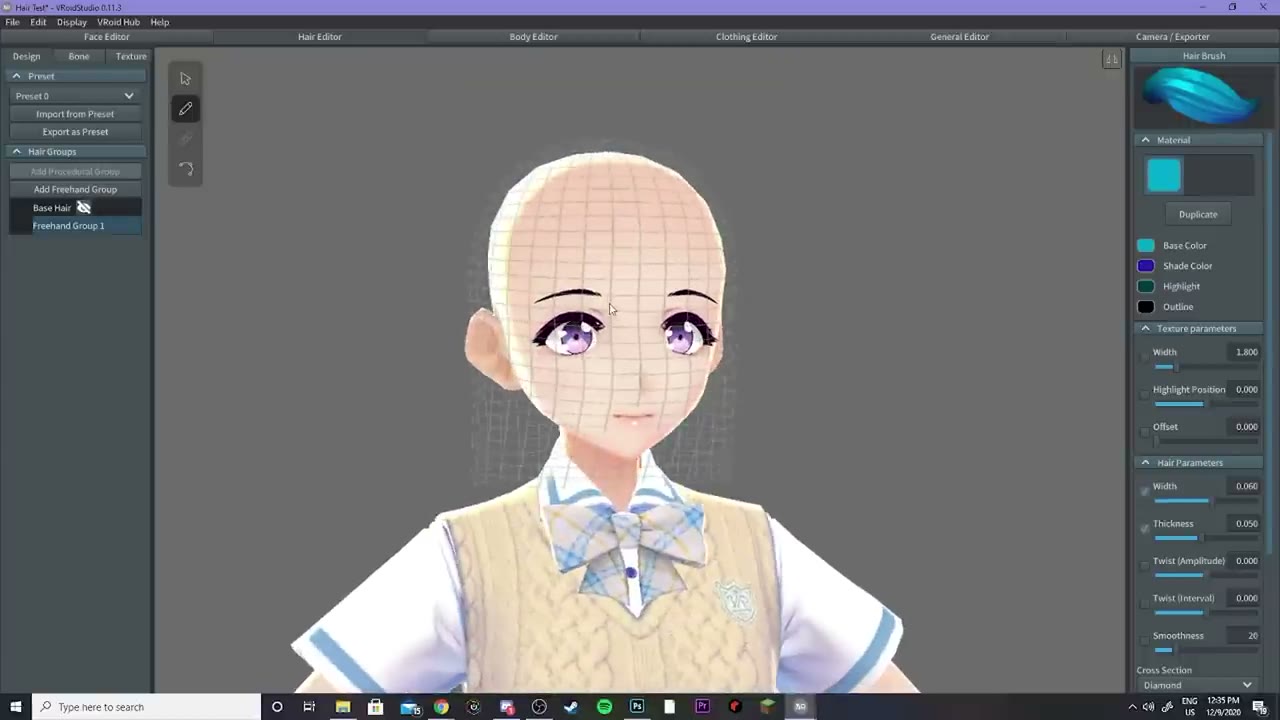 Hair Test* - VRoidStudio 0.11.3
File Edit Display VRoid Hub Help
Face Editor Hair Editor Body Editor Clothing Editor General Editor Camera / Exporter
Design Bone Texture
Preset
Preset 0
Import from Preset
Export as Preset
Hair Groups
Add Procedural Group
Add Freehand Group
Base Hair
Freehand Group 1
Hair Brush
Material
Duplicate
Base Color
Shade Color
Highlight
Outline
Texture parameters
Width 1.800
Highlight Position 0.000
Offset 0.000
Hair Parameters
Width 0.060
Thickness 0.050
Twist (Amplitude) 0.000
Twist (Interval) 0.000
Smoothness 20
Cross Section
Diamond
Type here to search
Ps
Pr
ENG
US
12:35 PM
12/9/2020